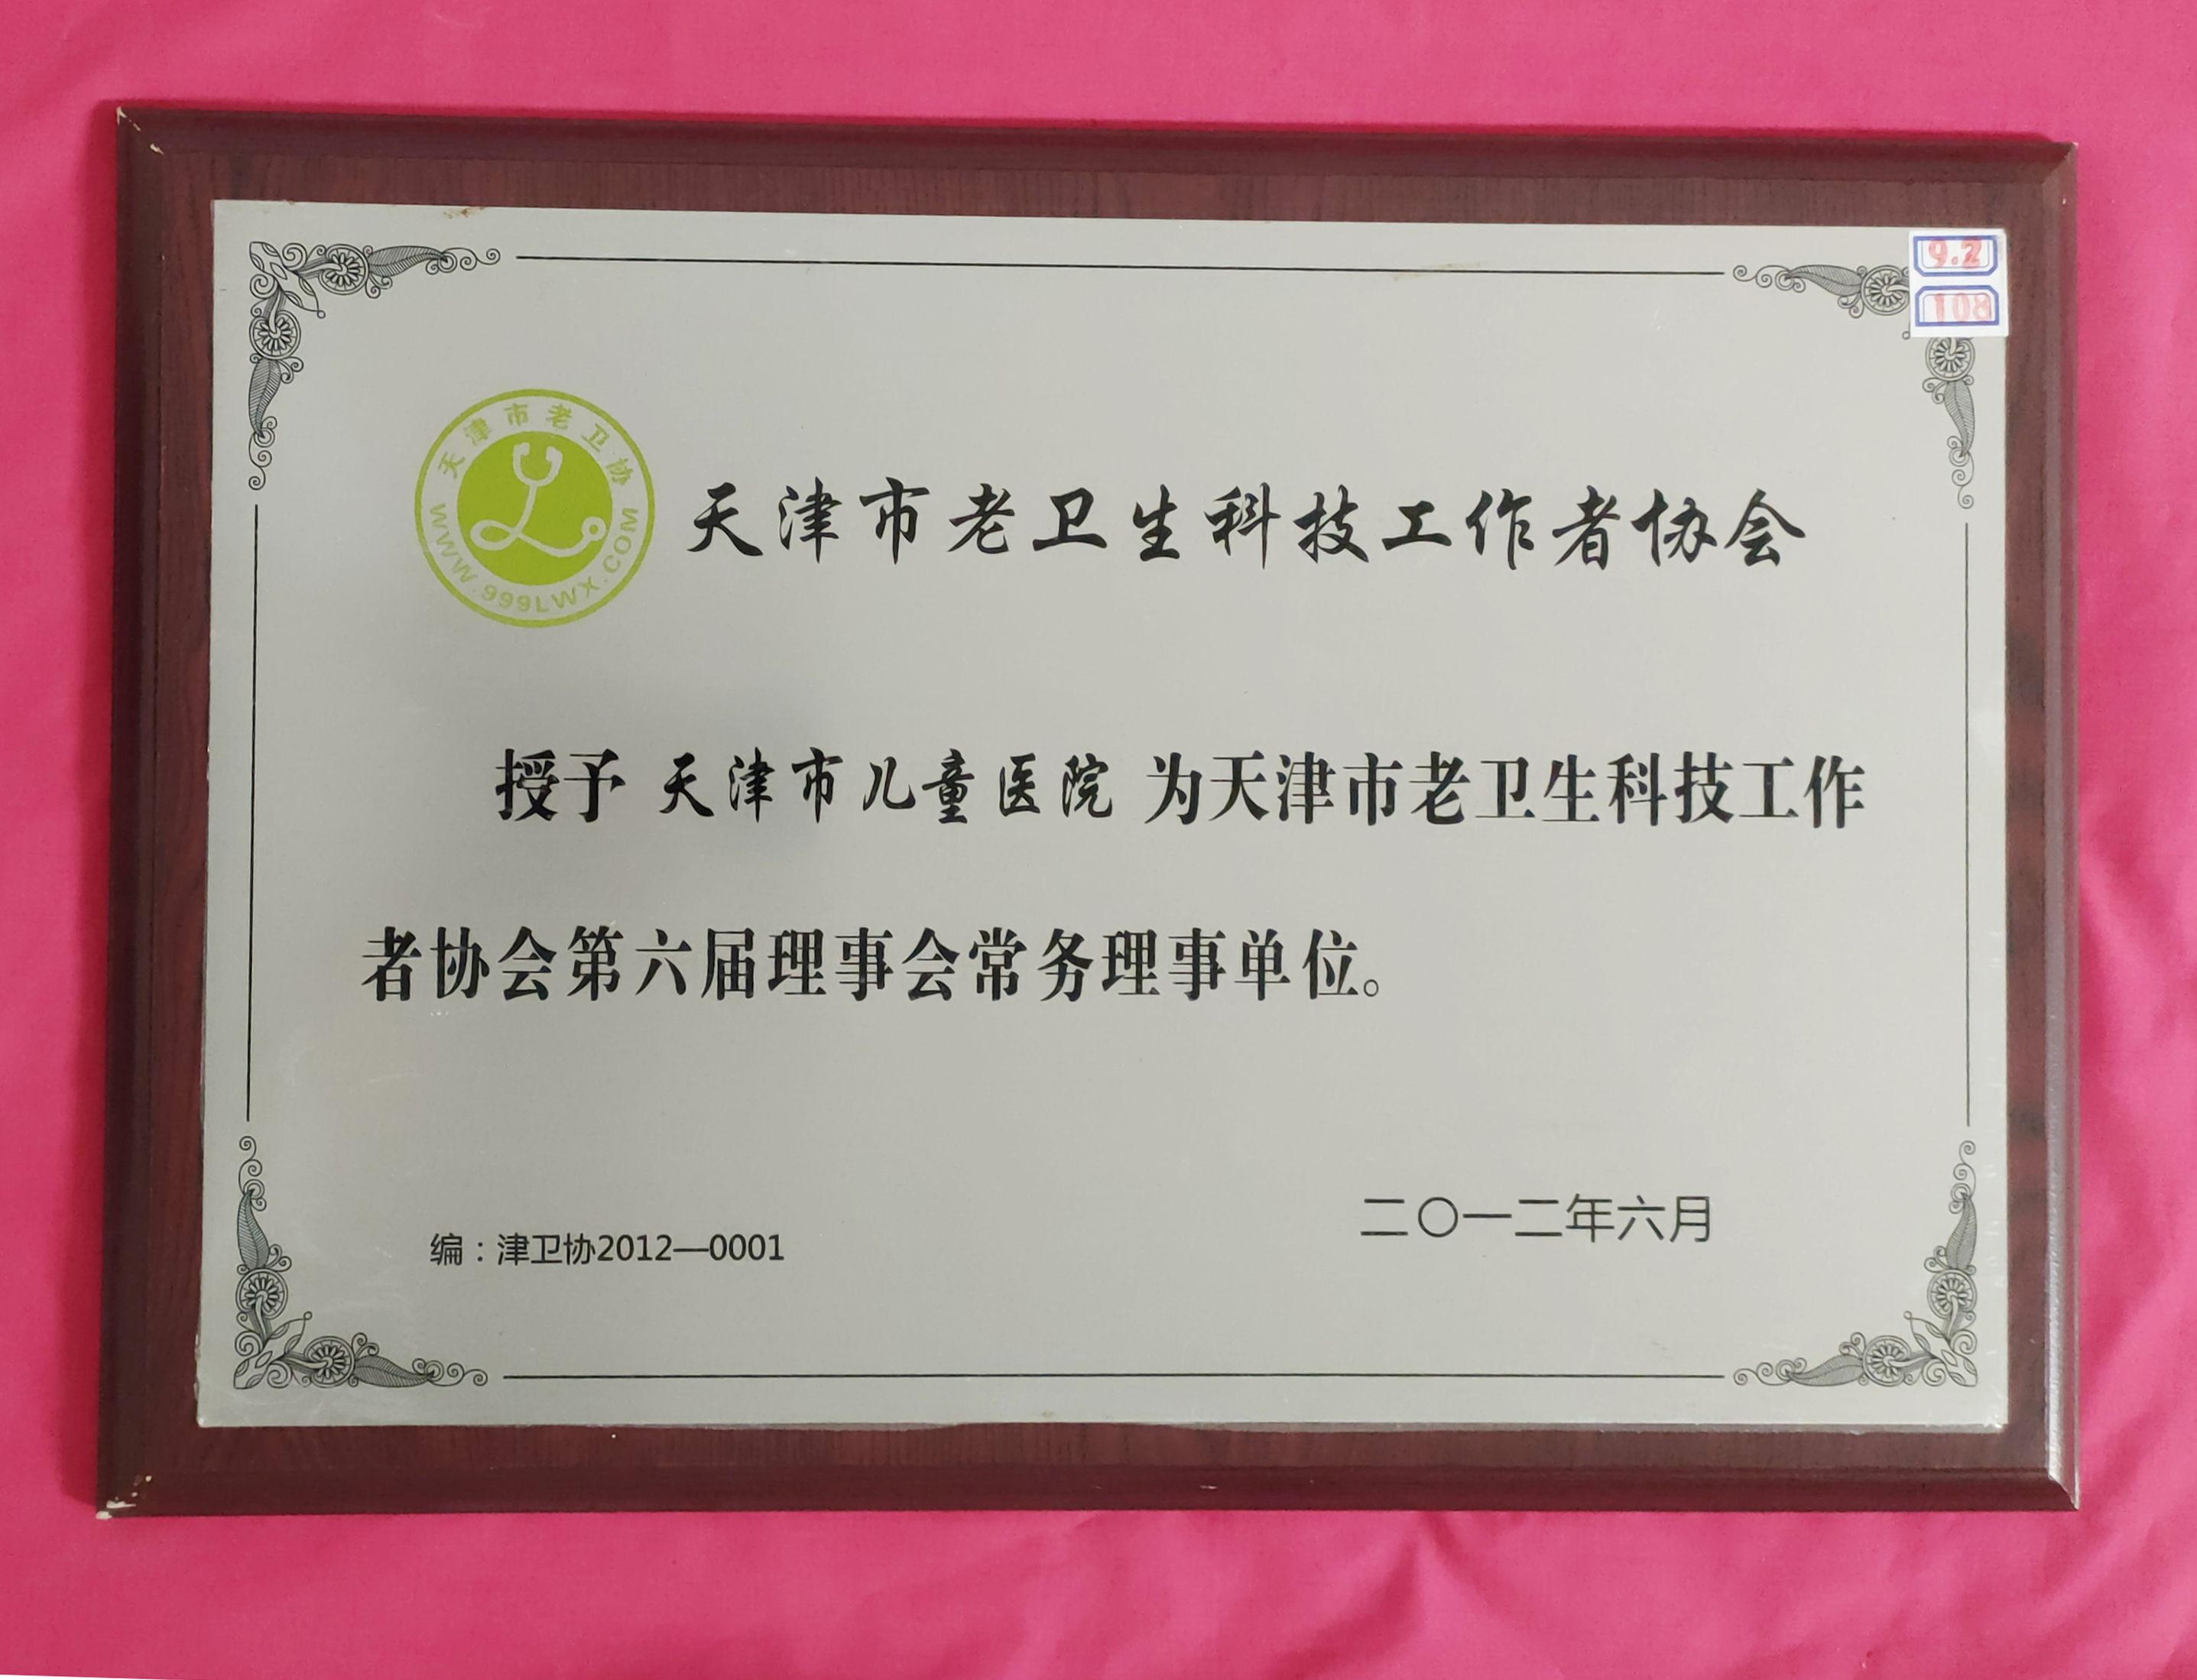 9.2
108
天津市老卫协
WWW.999LWX.COM
天津市老卫生科技工作者协会
授予 天津市儿童医院 为天津市老卫生科技工作
者协会第六届理事会常务理事单位。
二〇一二年六月
编：津卫协2012—0001